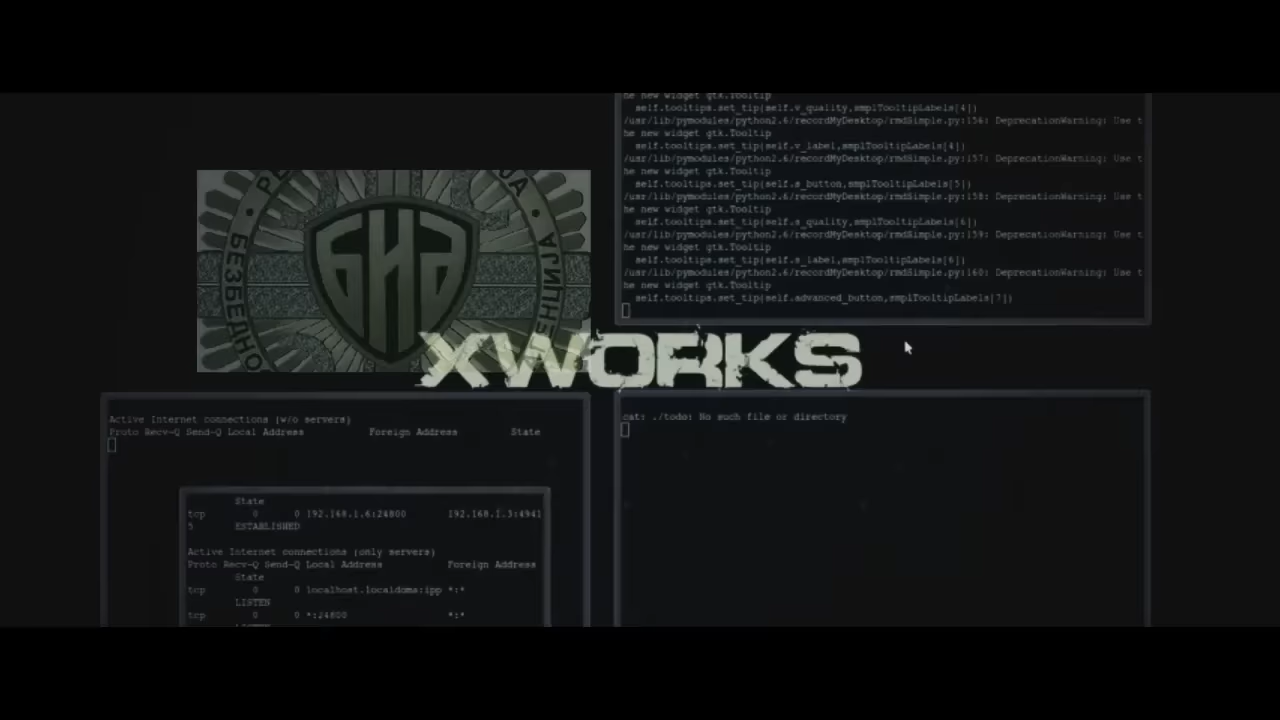 he new widget gtk.Tooltip
self.tooltips.set_tip(self.v_quality,smplTooltipLabels[4])
/usr/lib/pymodules/python2.6/recordMyDesktop/rmdSimple.py:156: DeprecationWarning: Use t
he new widget gtk.Tooltip
self.tooltips.set_tip(self.v_label,smplTooltipLabels[4])
/usr/lib/pymodules/python2.6/recordMyDesktop/rmdSimple.py:157: DeprecationWarning: Use t
he new widget gtk.Tooltip
self.tooltips.set_tip(self.s_button,smplTooltipLabels[5])
/usr/lib/pymodules/python2.6/recordMyDesktop/rmdSimple.py:158: DeprecationWarning: Use t
he new widget gtk.Tooltip
self.tooltips.set_tip(self.s_quality,smplTooltipLabels[6])
/usr/lib/pymodules/python2.6/recordMyDesktop/rmdSimple.py:159: DeprecationWarning: Use t
he new widget gtk.Tooltip
self.tooltips.set_tip(self.s_label,smplTooltipLabels[6])
/usr/lib/pymodules/python2.6/recordMyDesktop/rmdSimple.py:160: DeprecationWarning: Use t
he new widget gtk.Tooltip
self.tooltips.set_tip(self.advanced_button,smplTooltipLabels[7])
БИА
XWORKS
Active Internet connections (w/o servers)
Proto Recv-Q Send-Q Local Address Foreign Address State
cat: ./todo: No such file or directory
State
tcp 0 0 192.168.1.6:24800 192.168.1.3:4941
5 ESTABLISHED
Active Internet connections (only servers)
Proto Recv-Q Send-Q Local Address Foreign Address
State
tcp 0 0 localhost.localdoma:ipp *:*
LISTEN
tcp 0 0 *:24800 *:*